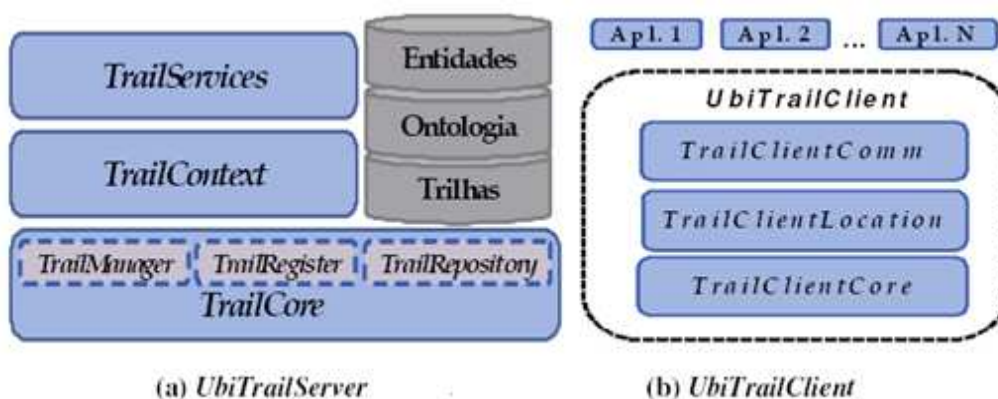 TrailServices
TrailContext
Entidades
Ontologia
Trilhas
TrailManager TrailRegister TrailRepository
TrailCore
(a) UbiTrailServer
Apl. 1 Apl. 2 ... Apl. N
UbiTrailClient
TrailClientComm
TrailClientLocation
TrailClientCore
(b) UbiTrailClient